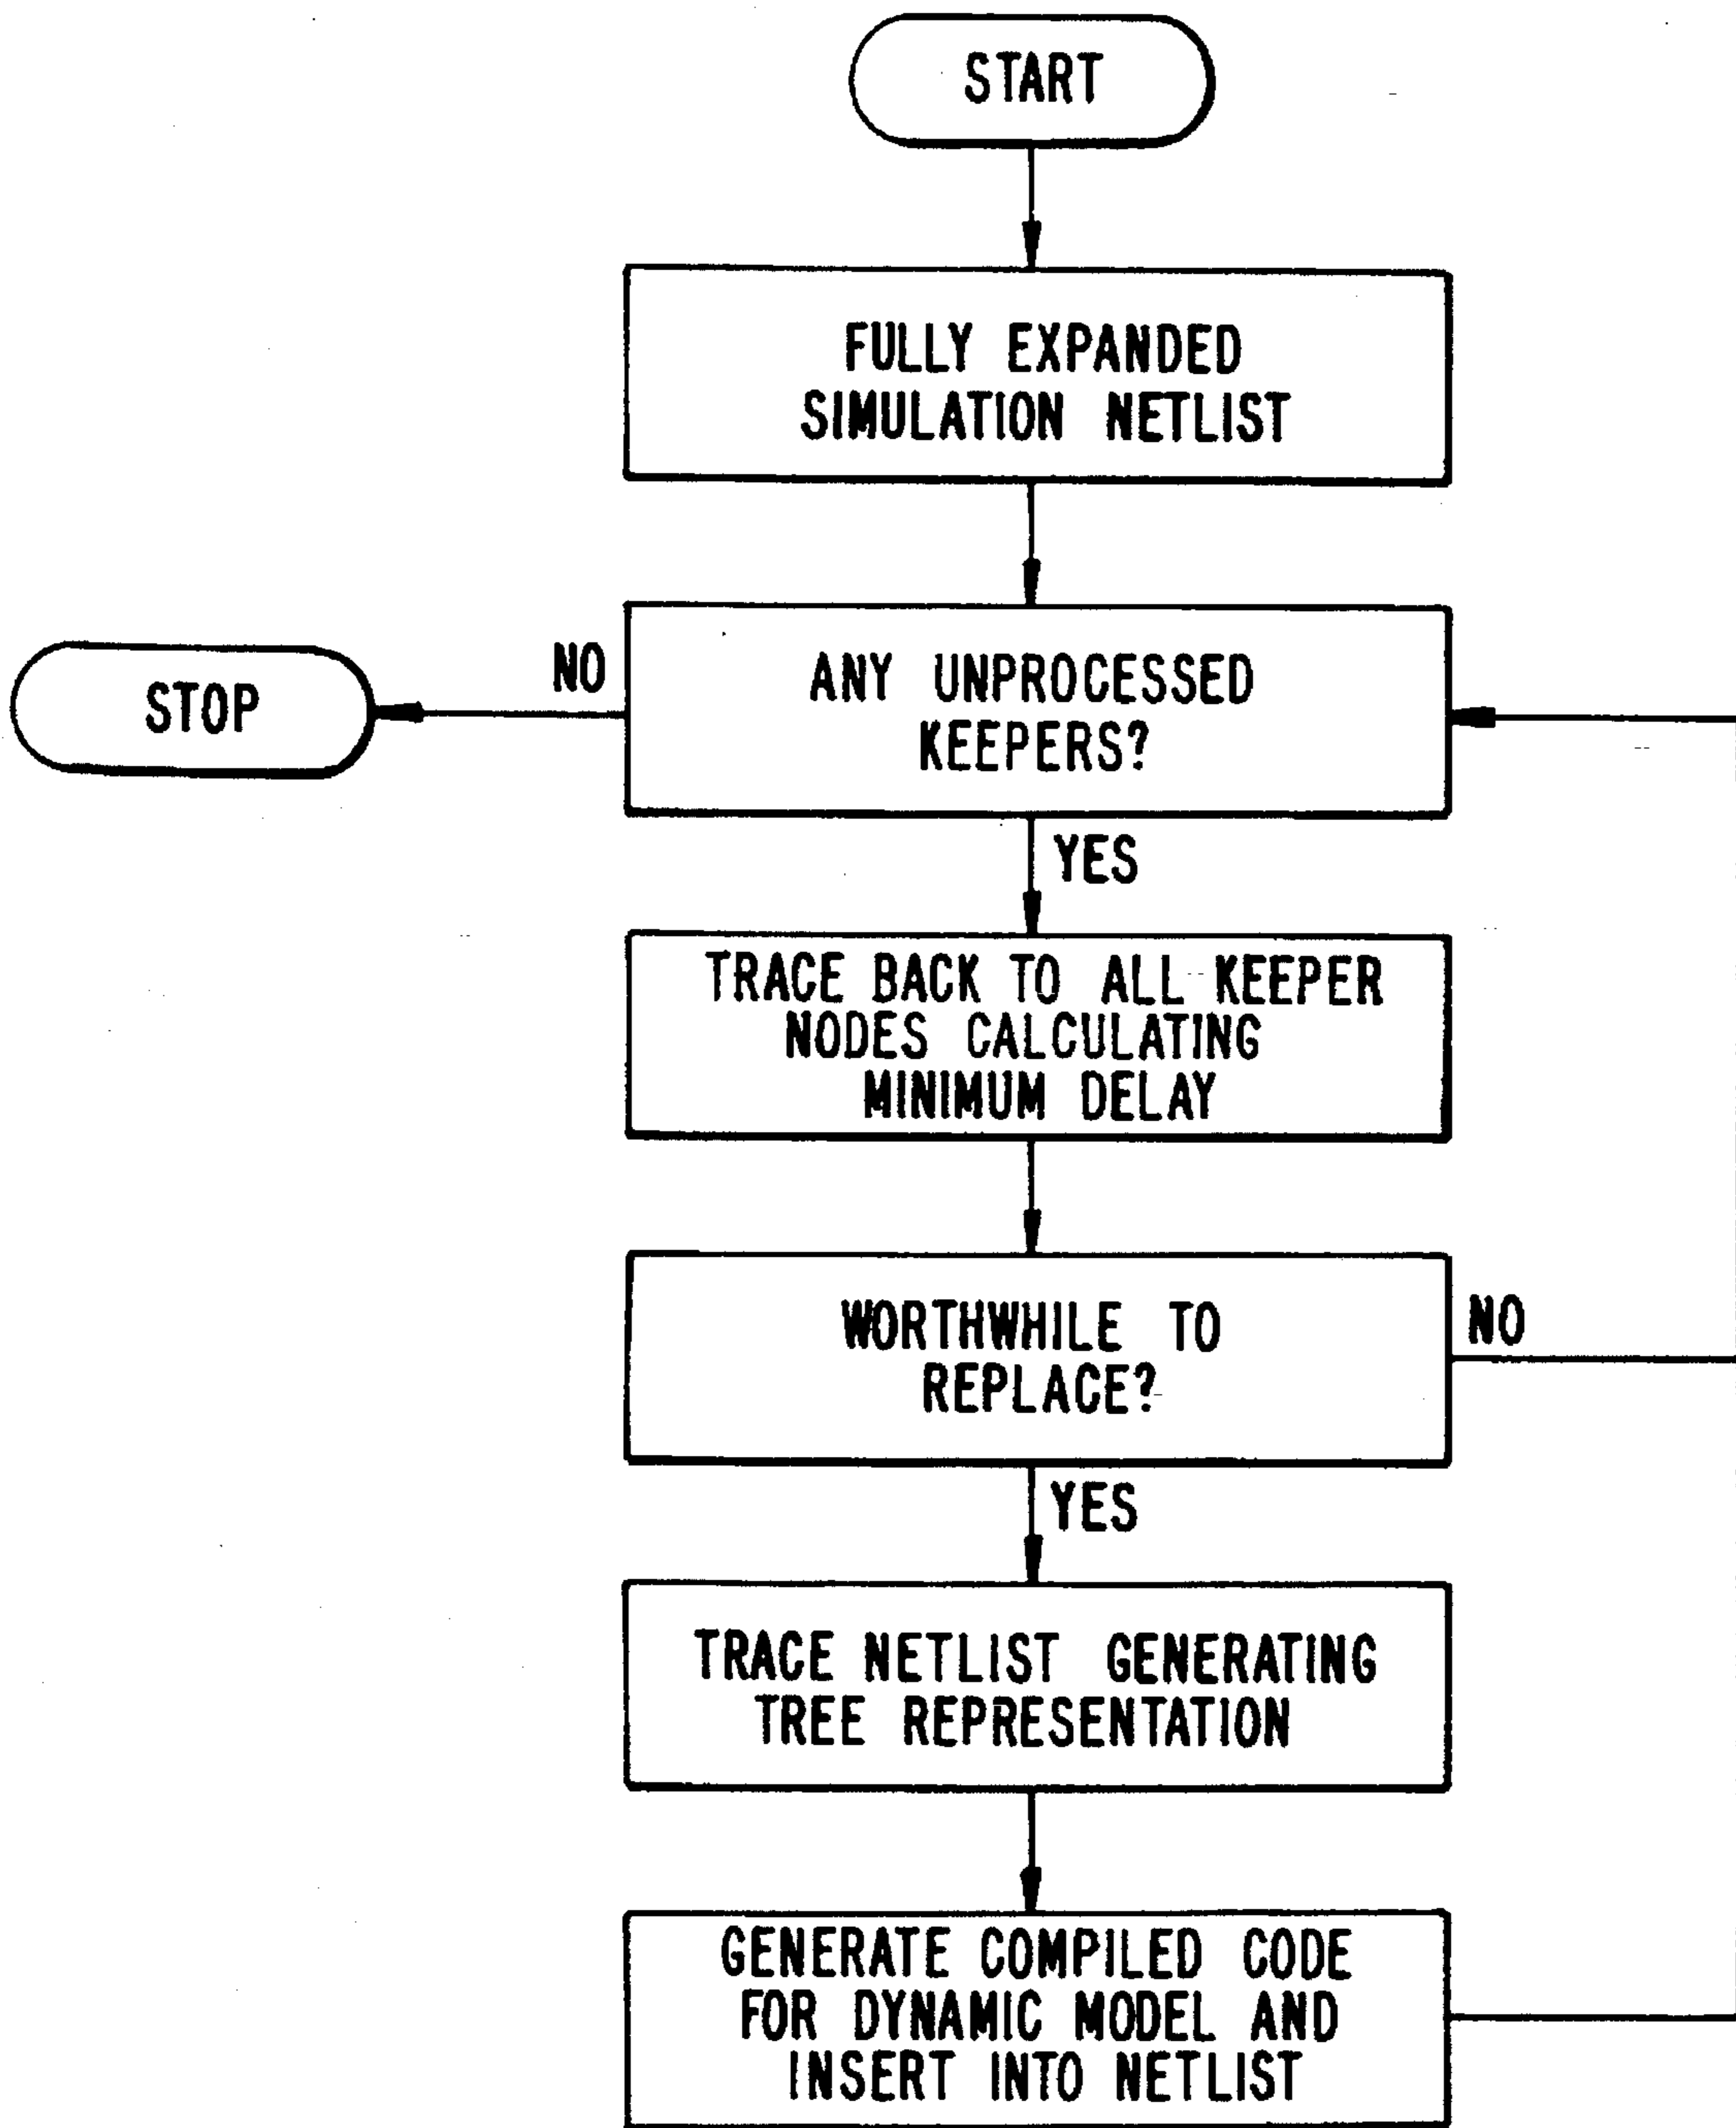 START
FULLY EXPANDED
SIMULATION NETLIST
NO
STOP
ANY UNPROCESSED
KEEPERS?
YES
TRACE BACK TO ALL KEEPER
NODES CALCULATING
MINIMUM DELAY
WORTHWHILE TO
REPLACE?
NO
YES
TRACE NETLIST GENERATING
TREE REPRESENTATION
GENERATE COMPILED CODE
FOR DYNAMIC MODEL AND
INSERT INTO NETLIST